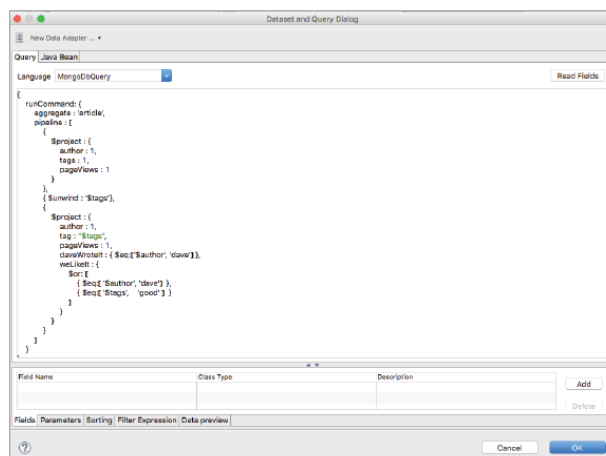 Dataset and Query Dialog
New Data Adapter ...
Query Java Bean
Language MongoDbQuery Read Fields
{
runCommand: {
aggregate : 'article',
pipeline : [
{
$project : {
author : 1,
tags : 1,
pageViews : 1
}
},
{ $unwind : '$tags'},
{
$project : {
author : 1,
tag : "$tags",
pageViews : 1,
daveWroteIt : { $eq:['$author', 'dave'] },
weLikeIt : {
$or: [
{ $eq:[ '$author', "dave"] },
{ $eq:[ '$tags', 'good' ] }
]
}
}
}
]
}
Field Name Class Type Description
Add
Delete
Fields Parameters Sorting Filter Expression Data preview
? Cancel OK